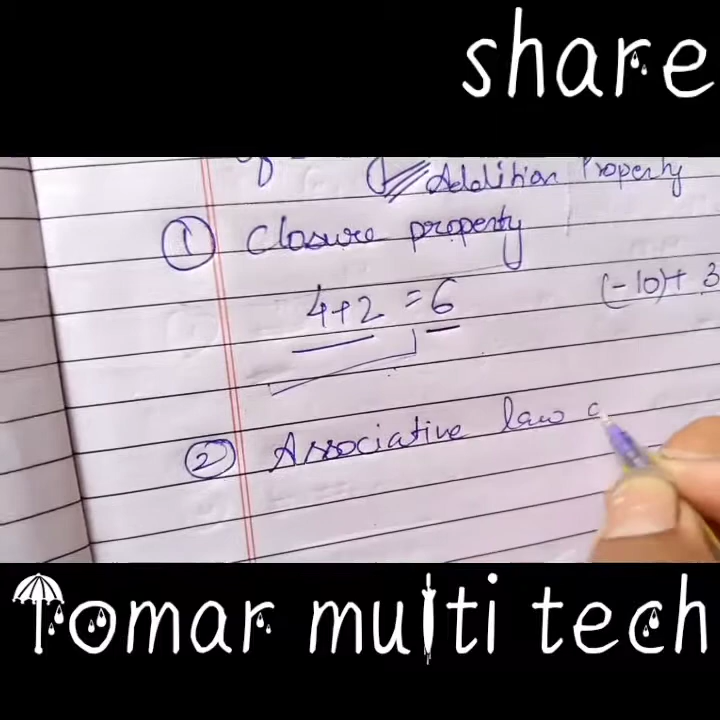 share
Addition Property
① Closure property
4+2 = 6
(-10)+ 3
② Associative law
Tomar multi tech